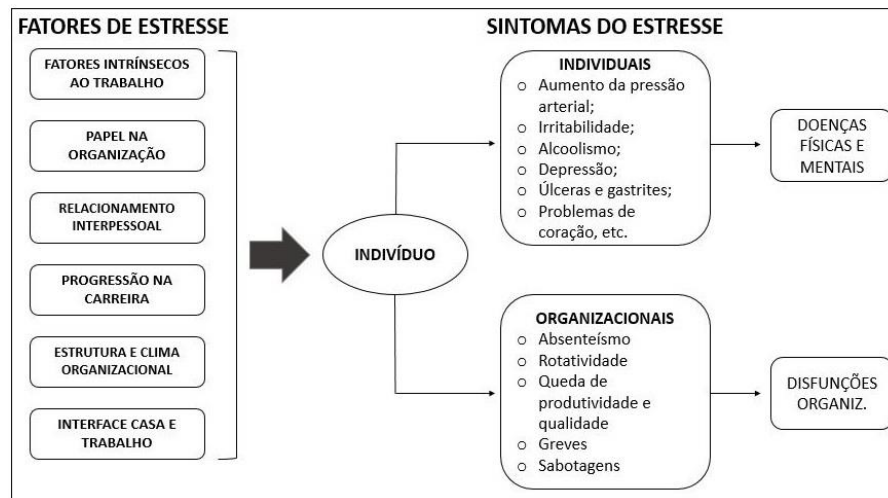 FATORES DE ESTRESSE
FATORES INTRÍNSECOS
AO TRABALHO
PAPEL NA
ORGANIZAÇÃO
RELACIONAMENTO
INTERPESSOAL
PROGRESSÃO NA
CARREIRA
ESTRUTURA E CLIMA
ORGANIZACIONAL
INTERFACE CASA E
TRABALHO
INDIVÍDUO
SINTOMAS DO ESTRESSE
INDIVIDUAIS
o Aumento da pressão
arterial;
o Irritabilidade;
o Alcoolismo;
o Depressão;
o Úlceras e gastrites;
o Problemas de
coração, etc.
DOENÇAS
FÍSICAS E
MENTAIS
ORGANIZACIONAIS
o Absenteísmo
o Rotatividade
o Queda de
produtividade e
qualidade
o Greves
o Sabotagens
DISFUNÇÕES
ORGANIZ.